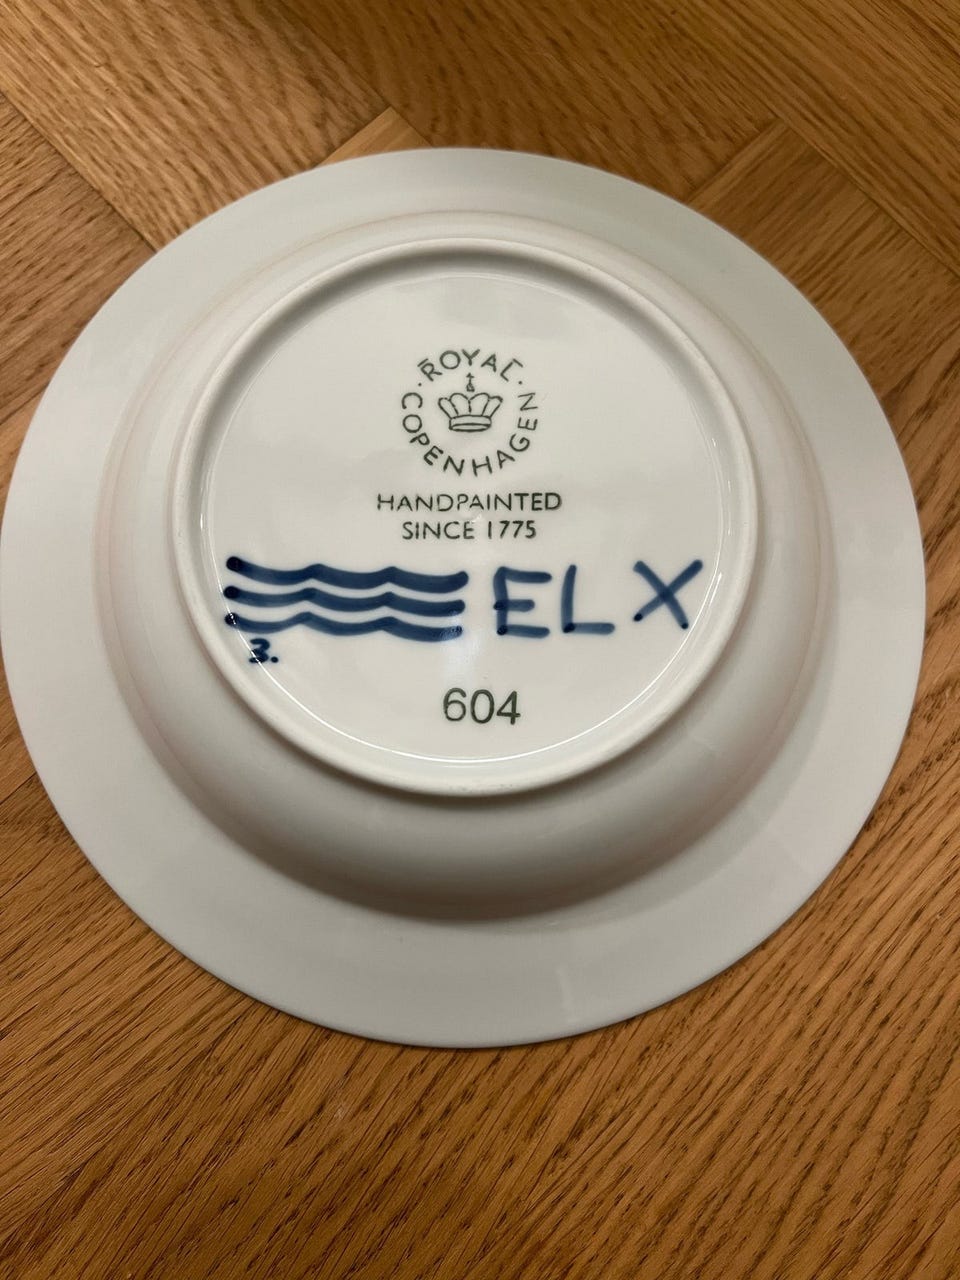 ROYAL COPENHAGEN
HANDPAINTED
SINCE 1775
ELX
3.
604